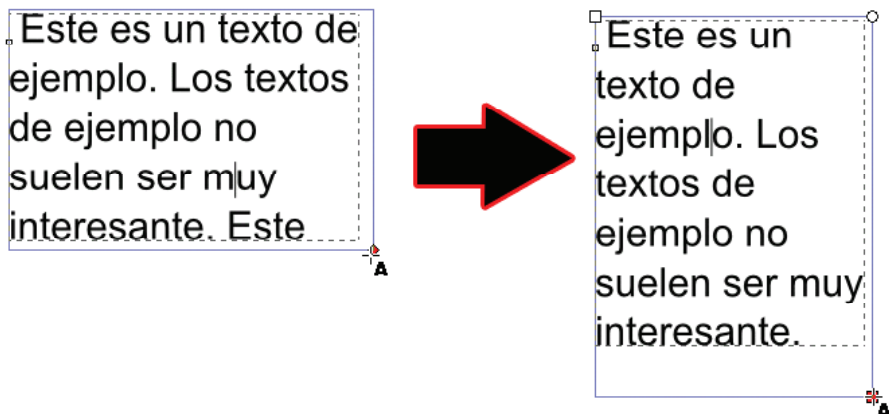 Este es un texto de
ejemplo. Los textos
de ejemplo no
suelen ser muy
interesante. Este
A
Este es un
texto de
ejemplo. Los
textos de
ejemplo no
suelen ser muy
interesante.
A